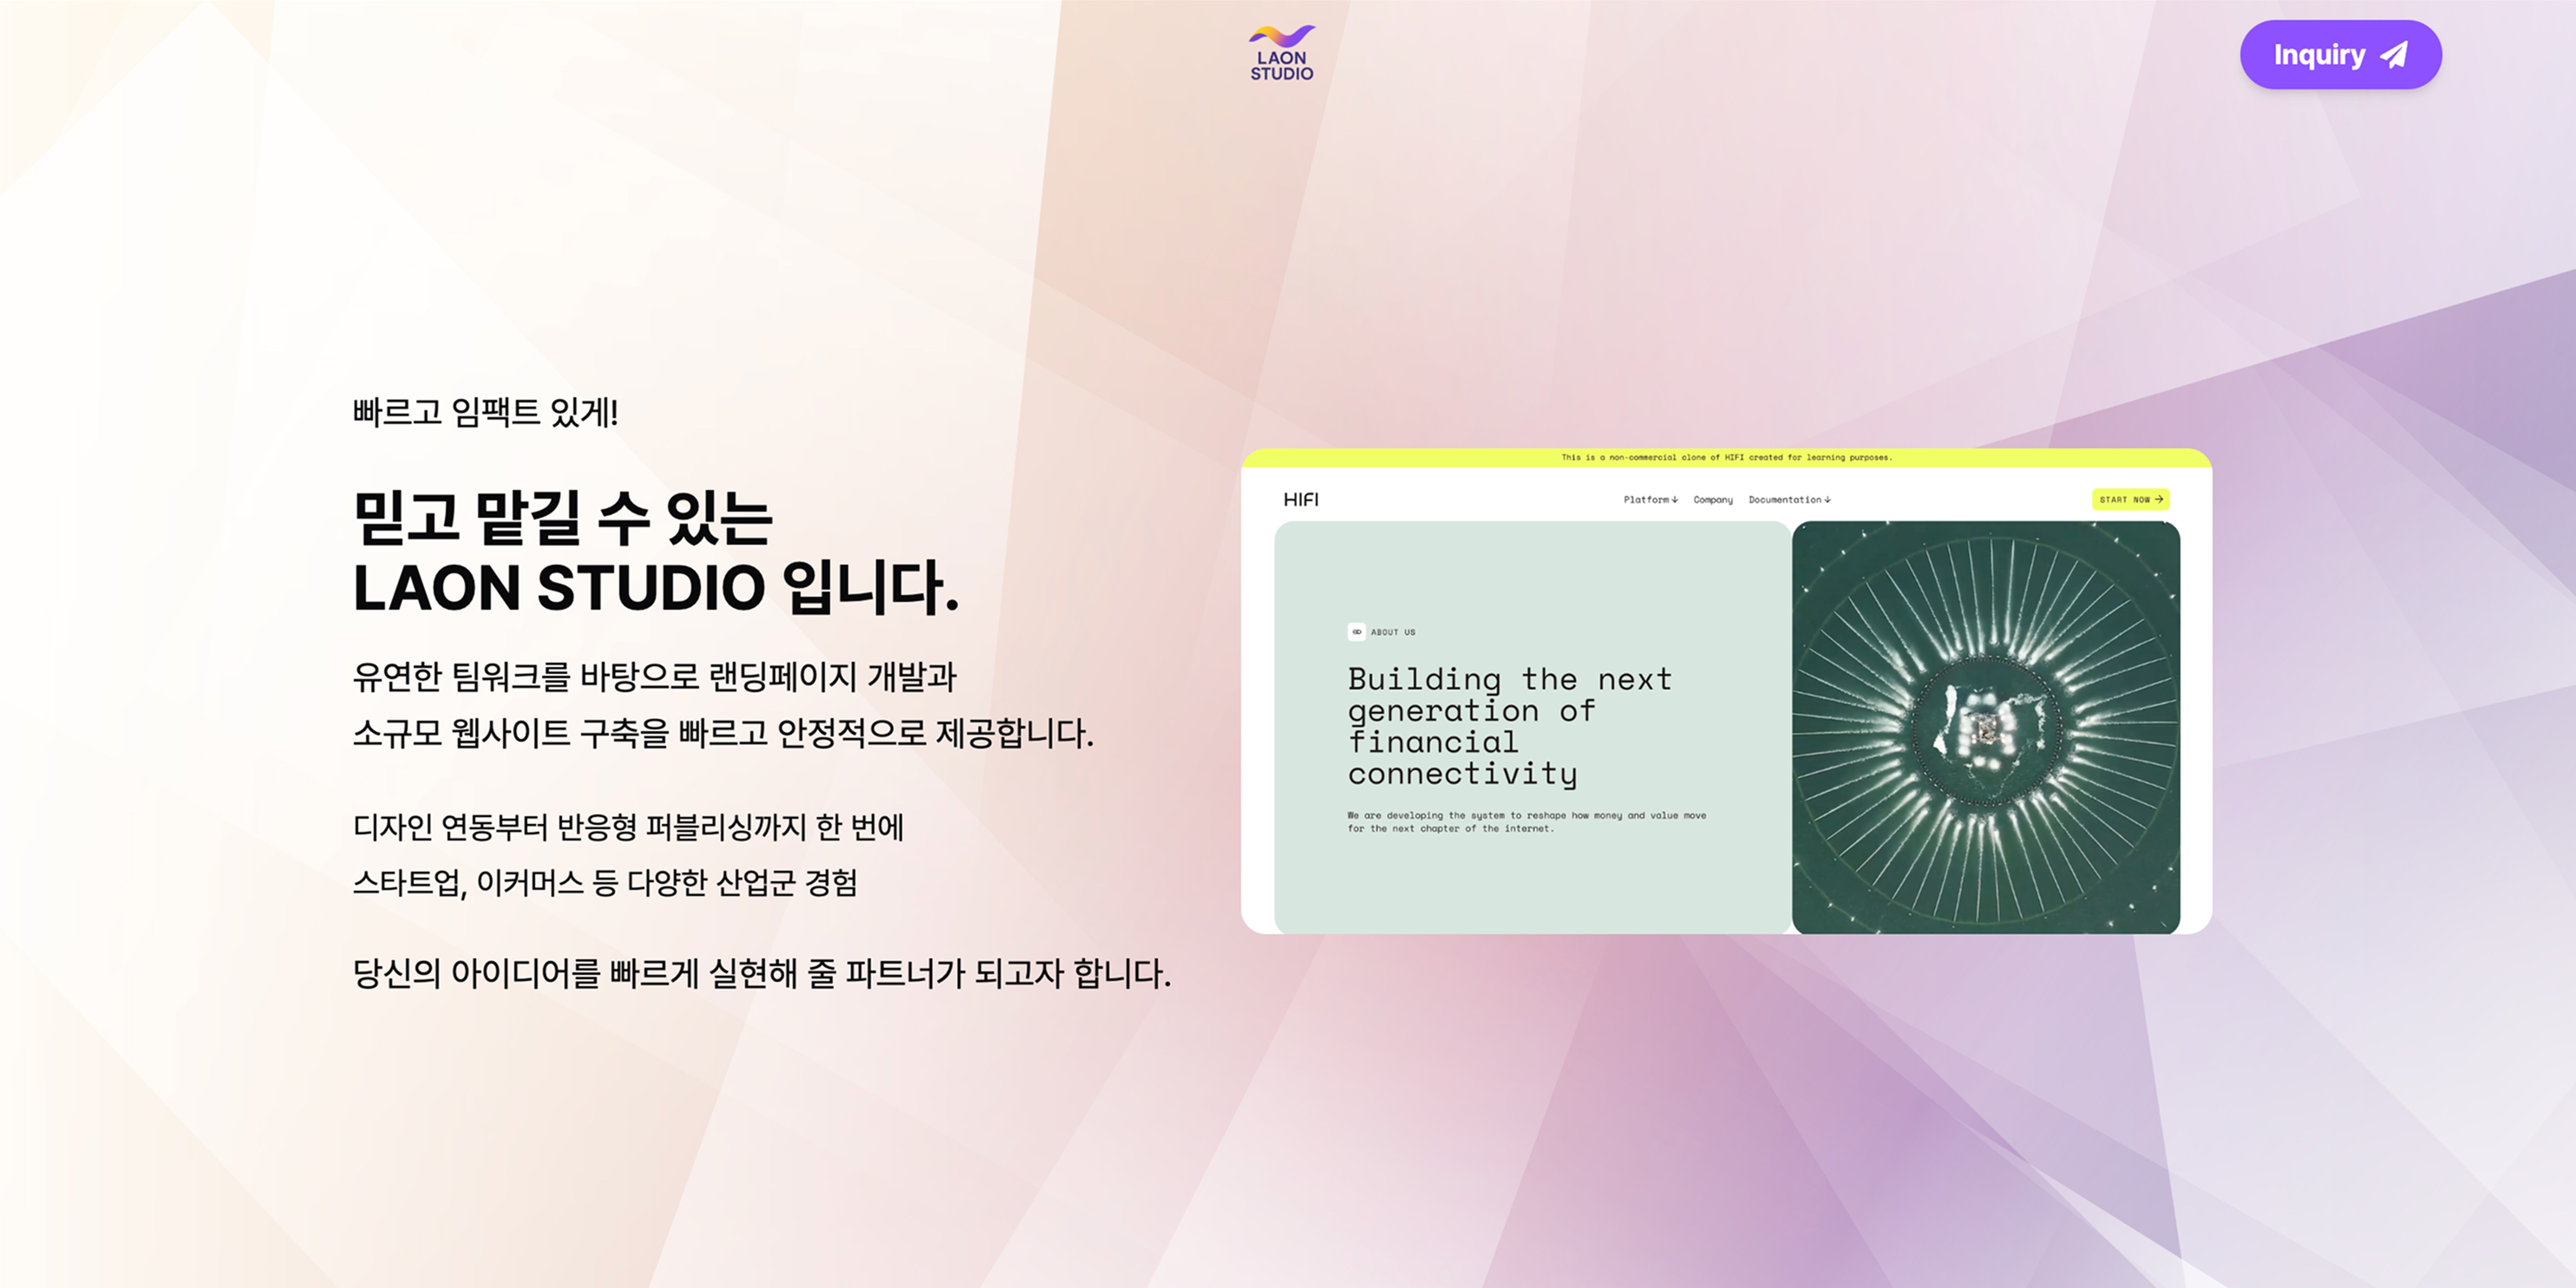 LAON
STUDIO
Inquiry
빠르고 임팩트 있게!
믿고 맡길 수 있는
LAON STUDIO 입니다.
유연한 팀워크를 바탕으로 랜딩페이지 개발과
소규모 웹사이트 구축을 빠르고 안정적으로 제공합니다.
디자인 연동부터 반응형 퍼블리싱까지 한 번에
스타트업, 이커머스 등 다양한 산업군 경험
당신의 아이디어를 빠르게 실현해 줄 파트너가 되고자 합니다.
This is a non-commercial clone of HIFI created for learning purposes.
HIFI
Platform↓ Company Documentation↓
START NOW →
ABOUT US
Building the next
generation of
financial
connectivity
We are developing the system to reshape how money and value move
for the next chapter of the internet.